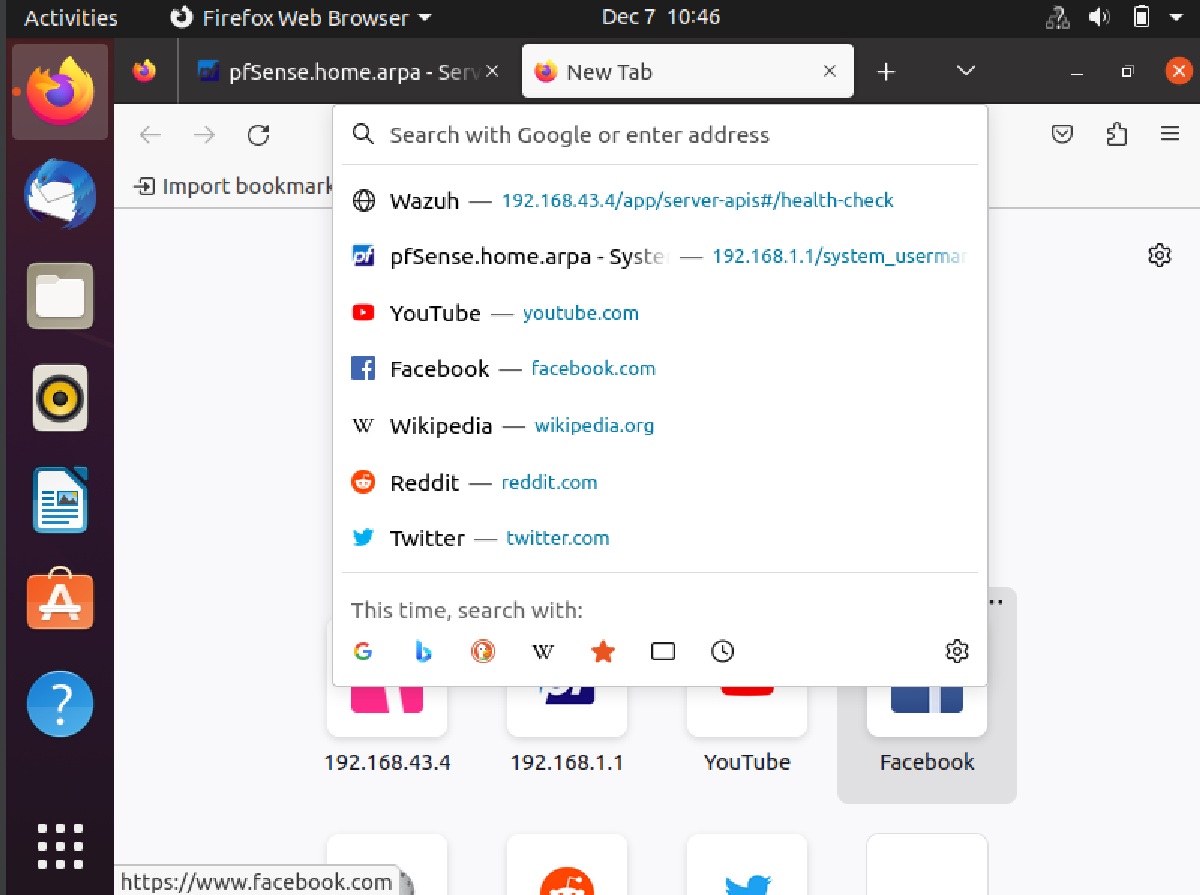 Activities
Firefox Web Browser
Dec 7 10:46
pfSense.home.arpa - Serv
New Tab
Search with Google or enter address
Import bookmark
Wazuh — 192.168.43.4/app/server-apis#/health-check
pfSense.home.arpa - Syste — 192.168.1.1/system_usermar
YouTube — youtube.com
Facebook — facebook.com
Wikipedia — wikipedia.org
Reddit — reddit.com
Twitter — twitter.com
This time, search with:
192.168.43.4
192.168.1.1
YouTube
Facebook
https://www.facebook.com